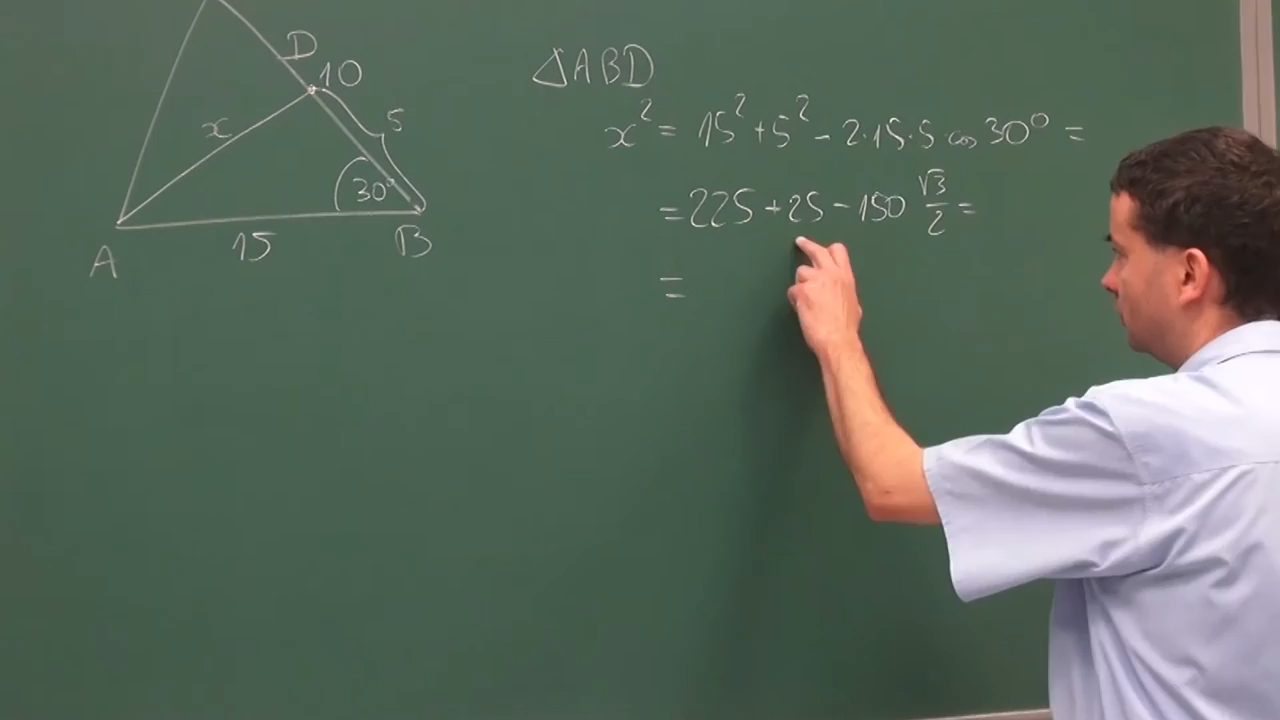 D
10
x
5
30°
A
15
B
△ABD
x² = 15² + 5² - 2·15·5 cos 30° =
= 225 + 25 - 150 √3/2 =
=